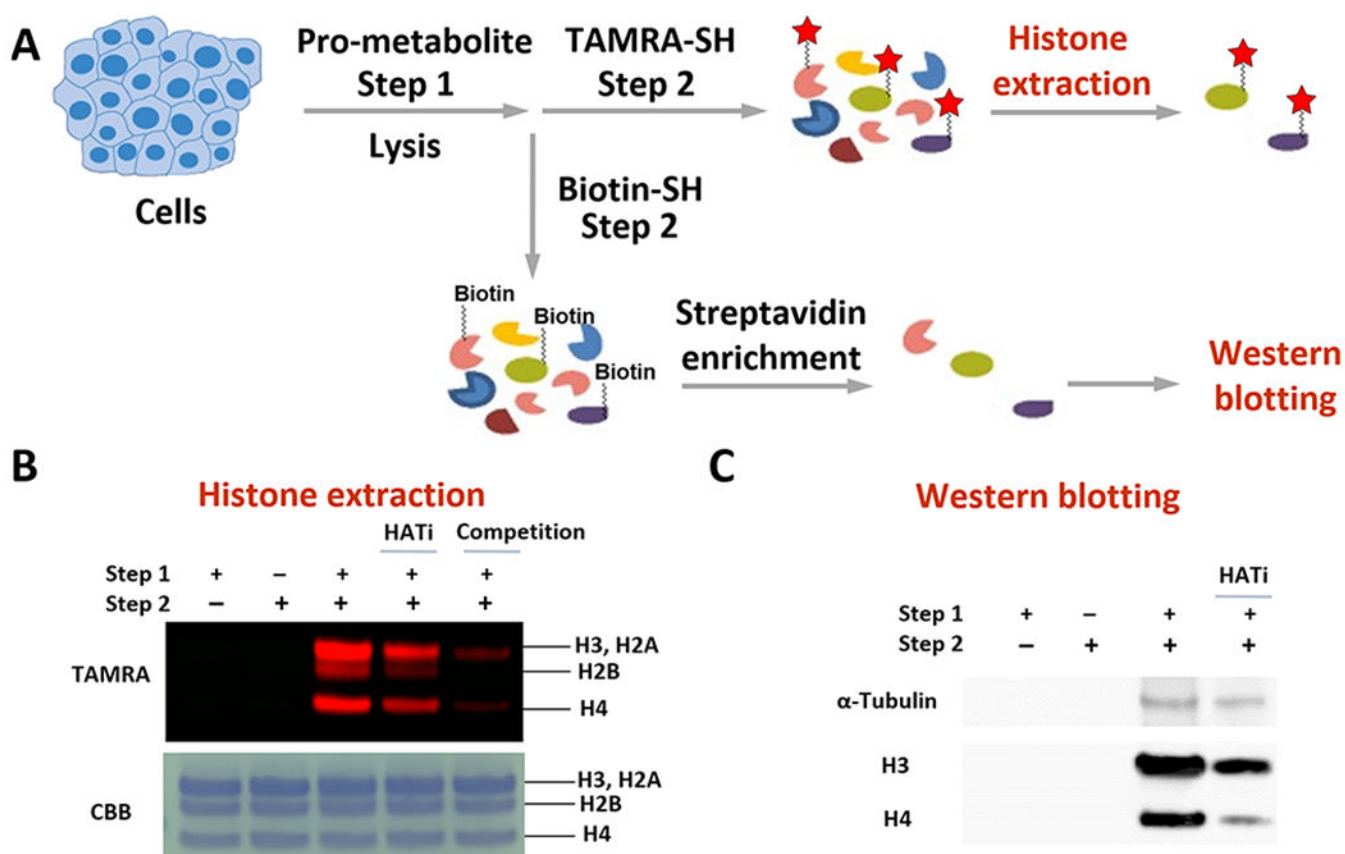 A
Pro-metabolite
Step 1
Lysis
TAMRA-SH
Step 2
Histone
extraction
Cells
Biotin-SH
Step 2
Biotin
Biotin
Biotin
Streptavidin
enrichment
Western
blotting
B
Histone extraction
HATi Competition
Step 1 + – + + +
Step 2 – + + + +
TAMRA
H3, H2A
H2B
H4
CBB
H3, H2A
H2B
H4
C
Western blotting
HATi
Step 1 + – + +
Step 2 – + + +
α-Tubulin
H3
H4